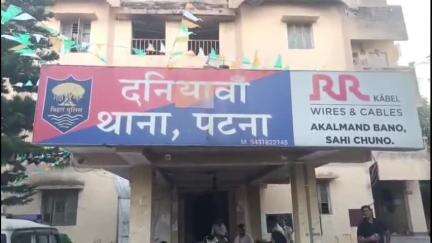 दनियावाँ
थाना, पटना
बिहार पुलिस
RR
KABEL
WIRES & CABLES
AKALMAND BANO,
SAHI CHUNO.